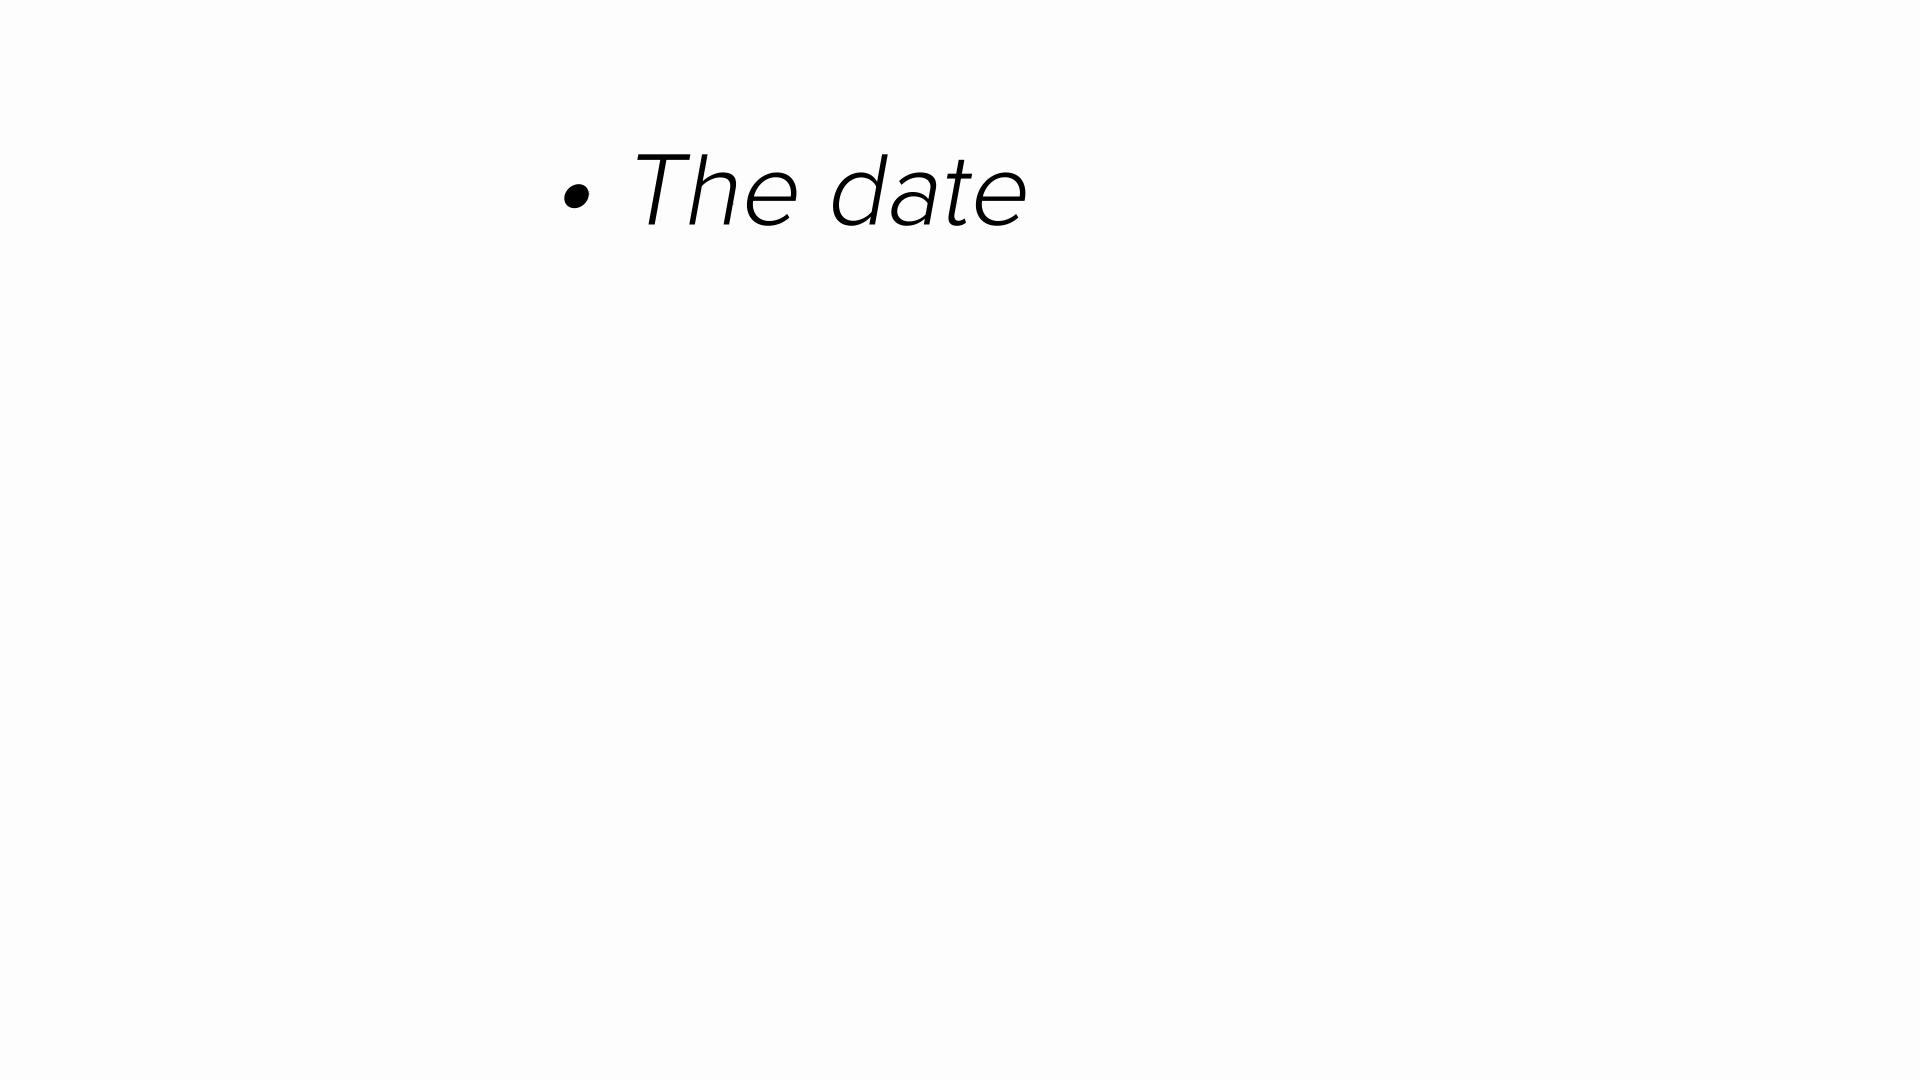 • The date